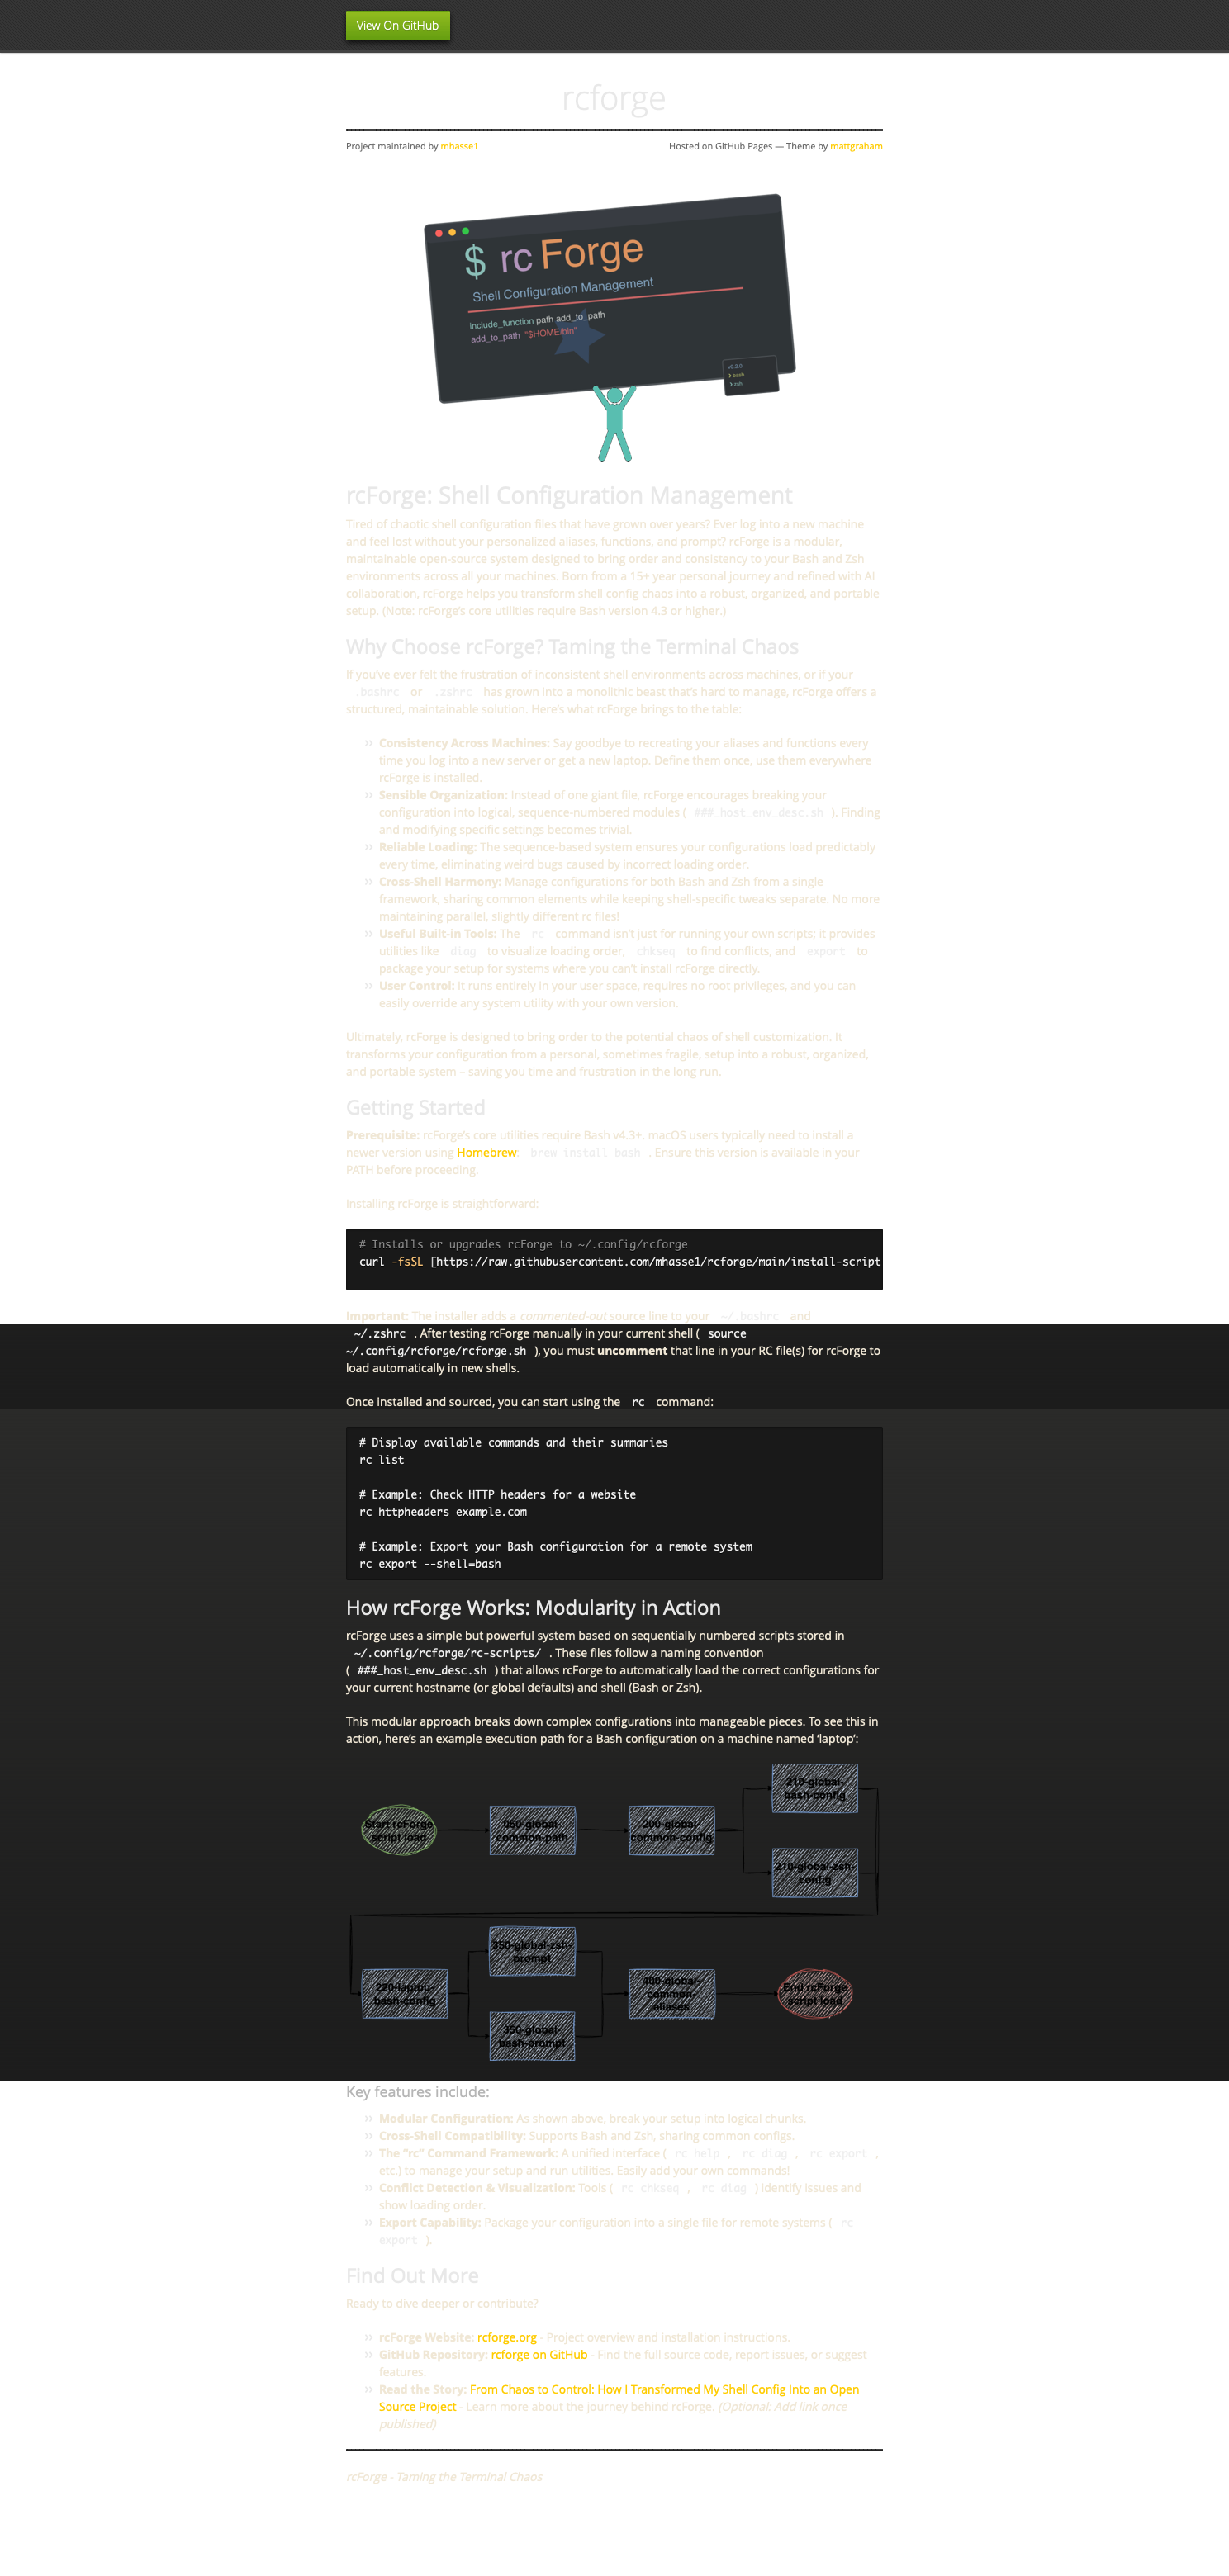 View On GitHub
rcforge
Project maintained by mhasse1
Hosted on GitHub Pages — Theme by mattgraham
$ rc Forge
Shell Configuration Management
include_function path add_to_path
add_to_path "$HOME/bin"
v0.2.0
❯ bash
❯ zsh
rcForge: Shell Configuration Management
Tired of chaotic shell configuration files that have grown over years? Ever log into a new machine
and feel lost without your personalized aliases, functions, and prompt? rcForge is a modular,
maintainable open-source system designed to bring order and consistency to your Bash and Zsh
environments across all your machines. Born from a 15+ year personal journey and refined with AI
collaboration, rcForge helps you transform shell config chaos into a robust, organized, and portable
setup. (Note: rcForge’s core utilities require Bash version 4.3 or higher.)
Why Choose rcForge? Taming the Terminal Chaos
If you’ve ever felt the frustration of inconsistent shell environments across machines, or if your
.bashrc or .zshrc has grown into a monolithic beast that’s hard to manage, rcForge offers a
structured, maintainable solution. Here’s what rcForge brings to the table:
» Consistency Across Machines: Say goodbye to recreating your aliases and functions every
time you log into a new server or get a new laptop. Define them once, use them everywhere
rcForge is installed.
» Sensible Organization: Instead of one giant file, rcForge encourages breaking your
configuration into logical, sequence-numbered modules ( ###_host_env_desc.sh ). Finding
and modifying specific settings becomes trivial.
» Reliable Loading: The sequence-based system ensures your configurations load predictably
every time, eliminating weird bugs caused by incorrect loading order.
» Cross-Shell Harmony: Manage configurations for both Bash and Zsh from a single
framework, sharing common elements while keeping shell-specific tweaks separate. No more
maintaining parallel, slightly different rc files!
» Useful Built-in Tools: The rc command isn’t just for running your own scripts; it provides
utilities like diag to visualize loading order, chkseq to find conflicts, and export to
package your setup for systems where you can’t install rcForge directly.
» User Control: It runs entirely in your user space, requires no root privileges, and you can
easily override any system utility with your own version.
Ultimately, rcForge is designed to bring order to the potential chaos of shell customization. It
transforms your configuration from a personal, sometimes fragile, setup into a robust, organized,
and portable system – saving you time and frustration in the long run.
Getting Started
Prerequisite: rcForge’s core utilities require Bash v4.3+. macOS users typically need to install a
newer version using Homebrew: brew install bash . Ensure this version is available in your
PATH before proceeding.
Installing rcForge is straightforward:
# Installs or upgrades rcForge to ~/.config/rcforge
curl -fsSL [https://raw.githubusercontent.com/mhasse1/rcforge/main/install-script
Important: The installer adds a commented-out source line to your ~/.bashrc and
~/.zshrc . After testing rcForge manually in your current shell ( source
~/.config/rcforge/rcforge.sh ), you must uncomment that line in your RC file(s) for rcForge to
load automatically in new shells.
Once installed and sourced, you can start using the rc command:
# Display available commands and their summaries
rc list
# Example: Check HTTP headers for a website
rc httpheaders example.com
# Example: Export your Bash configuration for a remote system
rc export --shell=bash
How rcForge Works: Modularity in Action
rcForge uses a simple but powerful system based on sequentially numbered scripts stored in
~/.config/rcforge/rc-scripts/ . These files follow a naming convention
( ###_host_env_desc.sh ) that allows rcForge to automatically load the correct configurations for
your current hostname (or global defaults) and shell (Bash or Zsh).
This modular approach breaks down complex configurations into manageable pieces. To see this in
action, here’s an example execution path for a Bash configuration on a machine named ‘laptop’:
210-global-
bash-config
Start rcForge
script load
050-global-
common-path
200-global-
common-config
210-global-zsh-
config
350-global-zsh-
prompt
220-laptop-
bash-config
400-global-
common-
aliases
End rcForge
script load
350-global-
bash-prompt
Key features include:
» Modular Configuration: As shown above, break your setup into logical chunks.
» Cross-Shell Compatibility: Supports Bash and Zsh, sharing common configs.
» The “rc” Command Framework: A unified interface ( rc help , rc diag , rc export ,
etc.) to manage your setup and run utilities. Easily add your own commands!
» Conflict Detection & Visualization: Tools ( rc chkseq , rc diag ) identify issues and
show loading order.
» Export Capability: Package your configuration into a single file for remote systems ( rc
export ).
Find Out More
Ready to dive deeper or contribute?
» rcForge Website: rcforge.org - Project overview and installation instructions.
» GitHub Repository: rcforge on GitHub - Find the full source code, report issues, or suggest
features.
» Read the Story: From Chaos to Control: How I Transformed My Shell Config Into an Open
Source Project - Learn more about the journey behind rcForge. (Optional: Add link once
published)
rcForge - Taming the Terminal Chaos